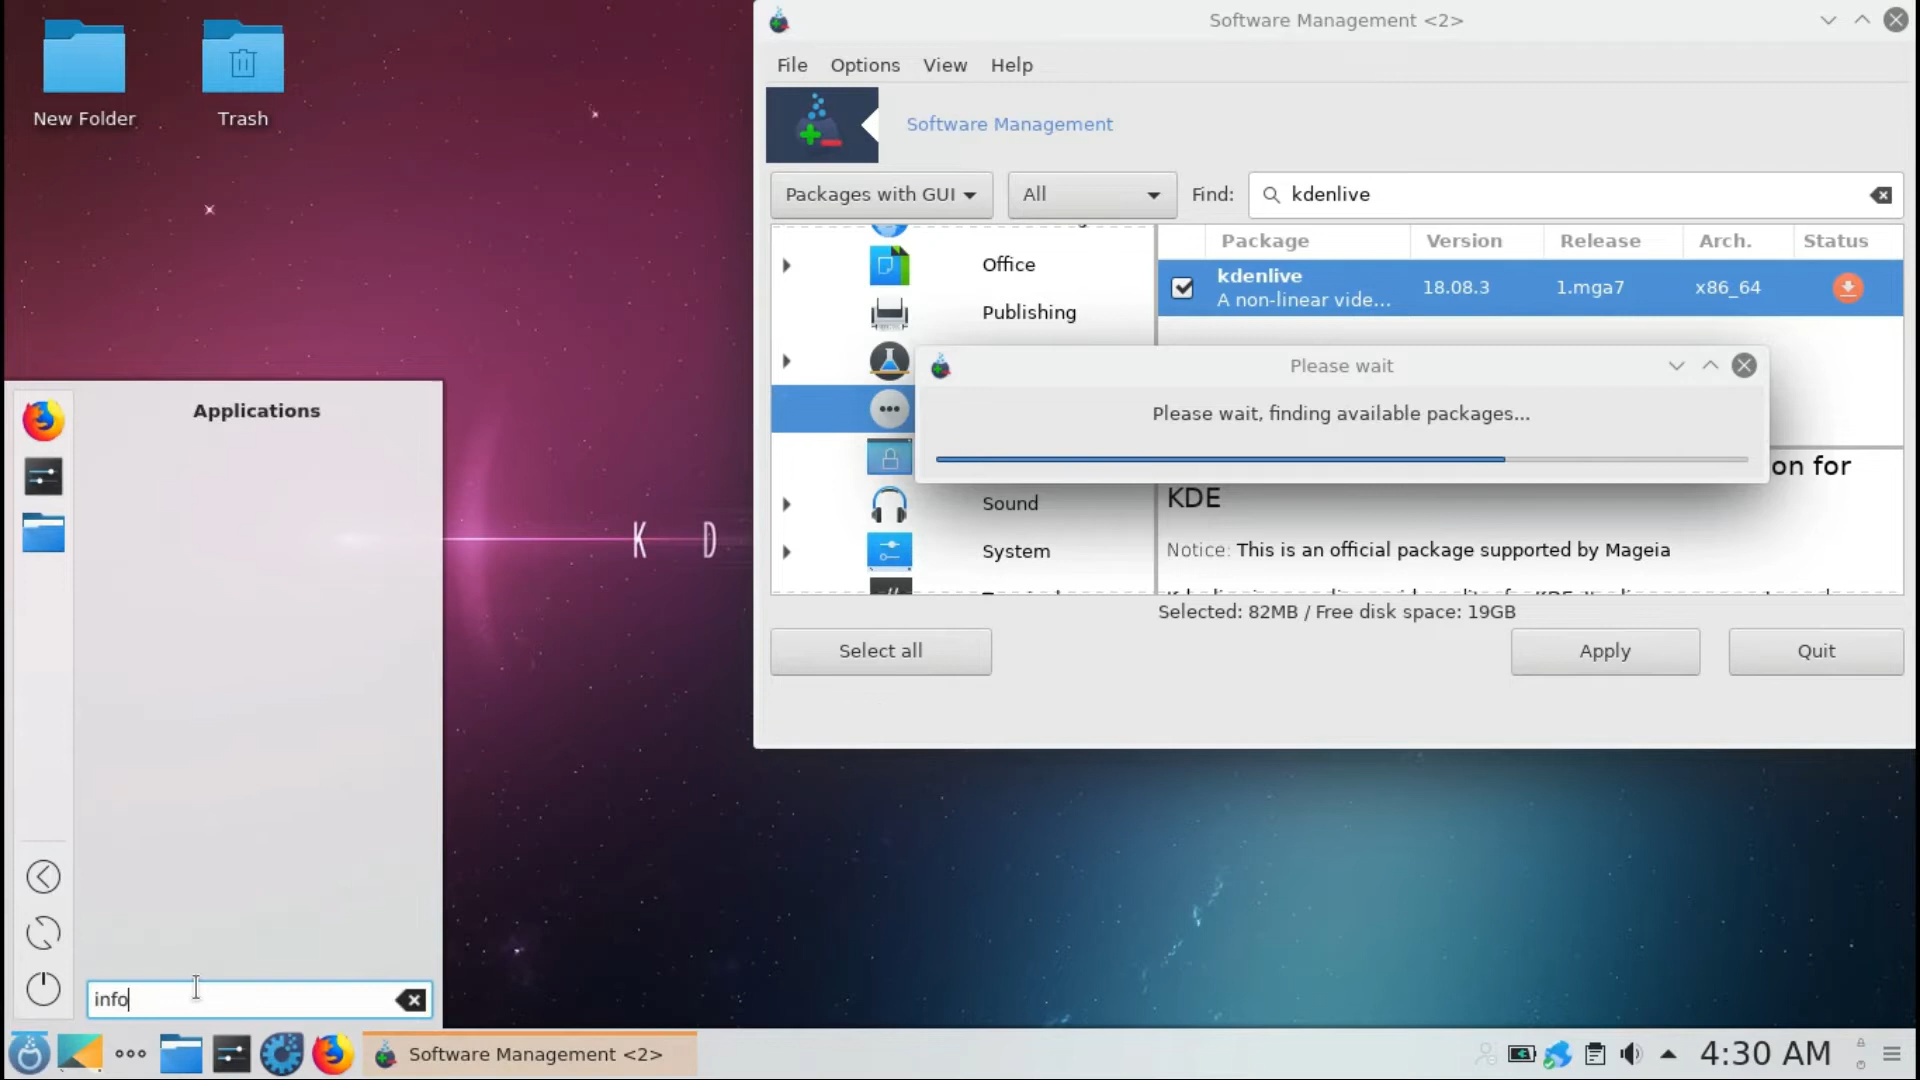 New Folder
Trash
Software Management <2>
File Options View Help
Software Management
Packages with GUI
All
Find:
kdenlive
Package Version Release Arch. Status
kdenlive
A non-linear vide...
18.08.3 1.mga7 x86_64
Office
Publishing
Sound
System
Please wait
Please wait, finding available packages...
on for
KDE
Notice: This is an official package supported by Mageia
Selected: 82MB / Free disk space: 19GB
Select all
Apply
Quit
K D
Applications
info
Software Management <2>
4:30 AM